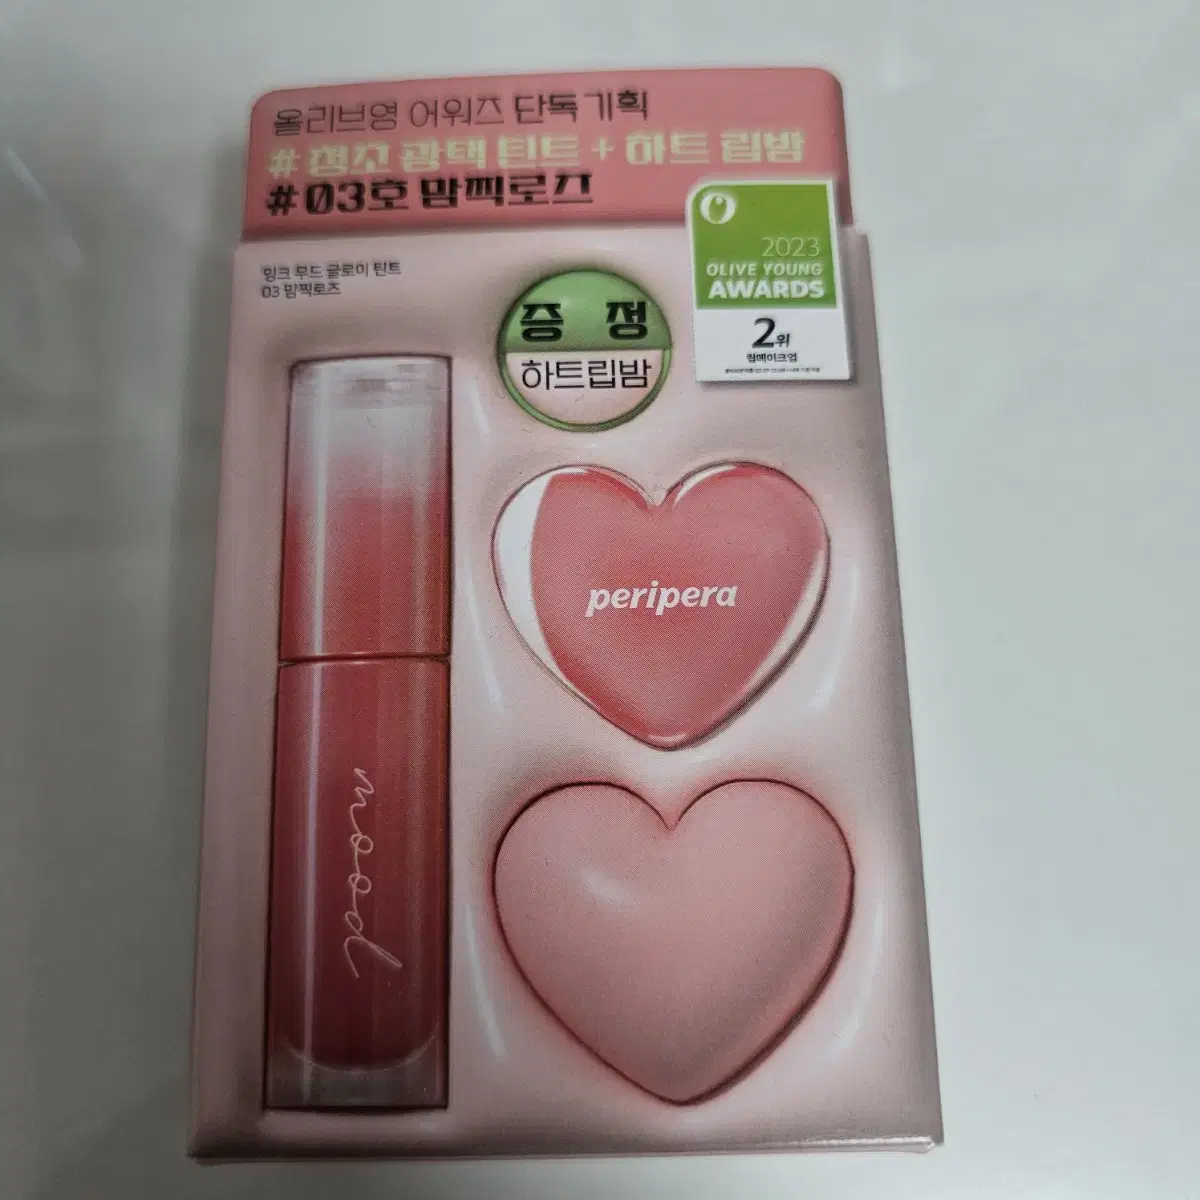 올리브영 어워즈 단독기획
# 청초 광택 틴트 + 하트 립밤
#03호 맘찍로즈
잉크 무드 글로이 틴트
03 맘찍로즈
2023
OLIVE YOUNG
AWARDS
2위
립메이크업
증 정
하트립밤
peripera
mood